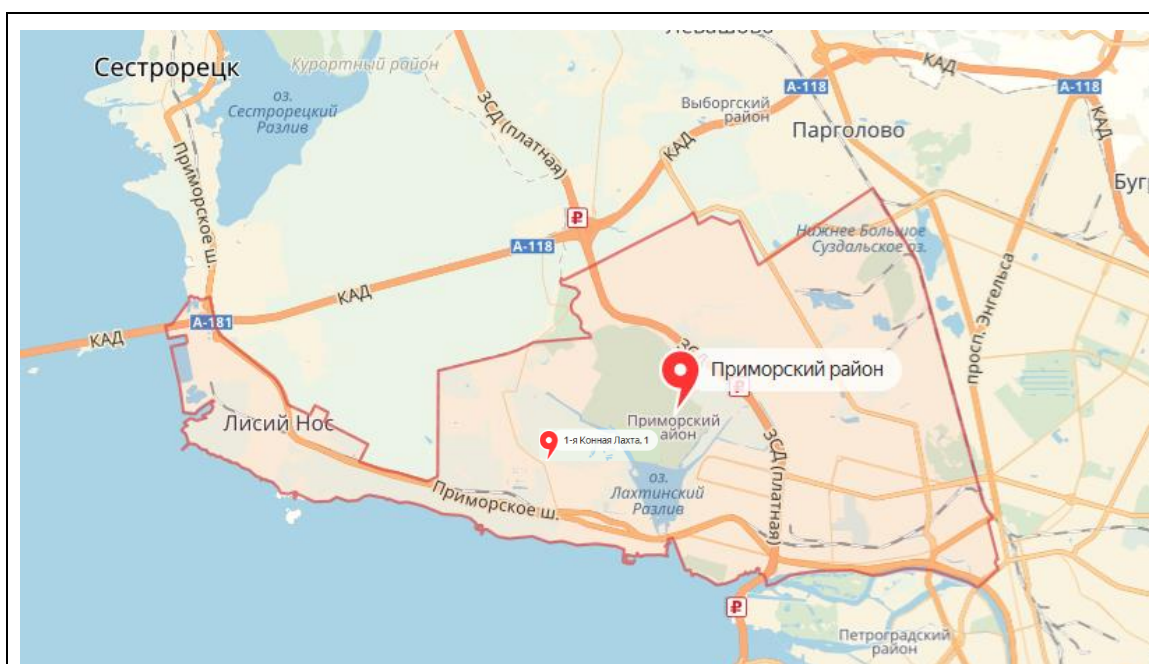 Левашово
КАД
Сестрорецк
Курортный район
А-118
А-118
оз.
Сестрорецкий
Разлив
ЗСД (платная)
Выборгский
район
КАД
Парголово
КАД
Приморское ш.
Бугр
₽
А-118
Нижнее Большое
Суздальское оз.
КАД
просп. Энгельса
КАД
А-181
ЗСД
Приморский район
₽
Лисий Нос
Приморский
айон
1-я Конная Лахта. 1
ЗСД (платная)
оз.
Лахтинский
Разлив
Приморское ш.
₽
Петроградский
район